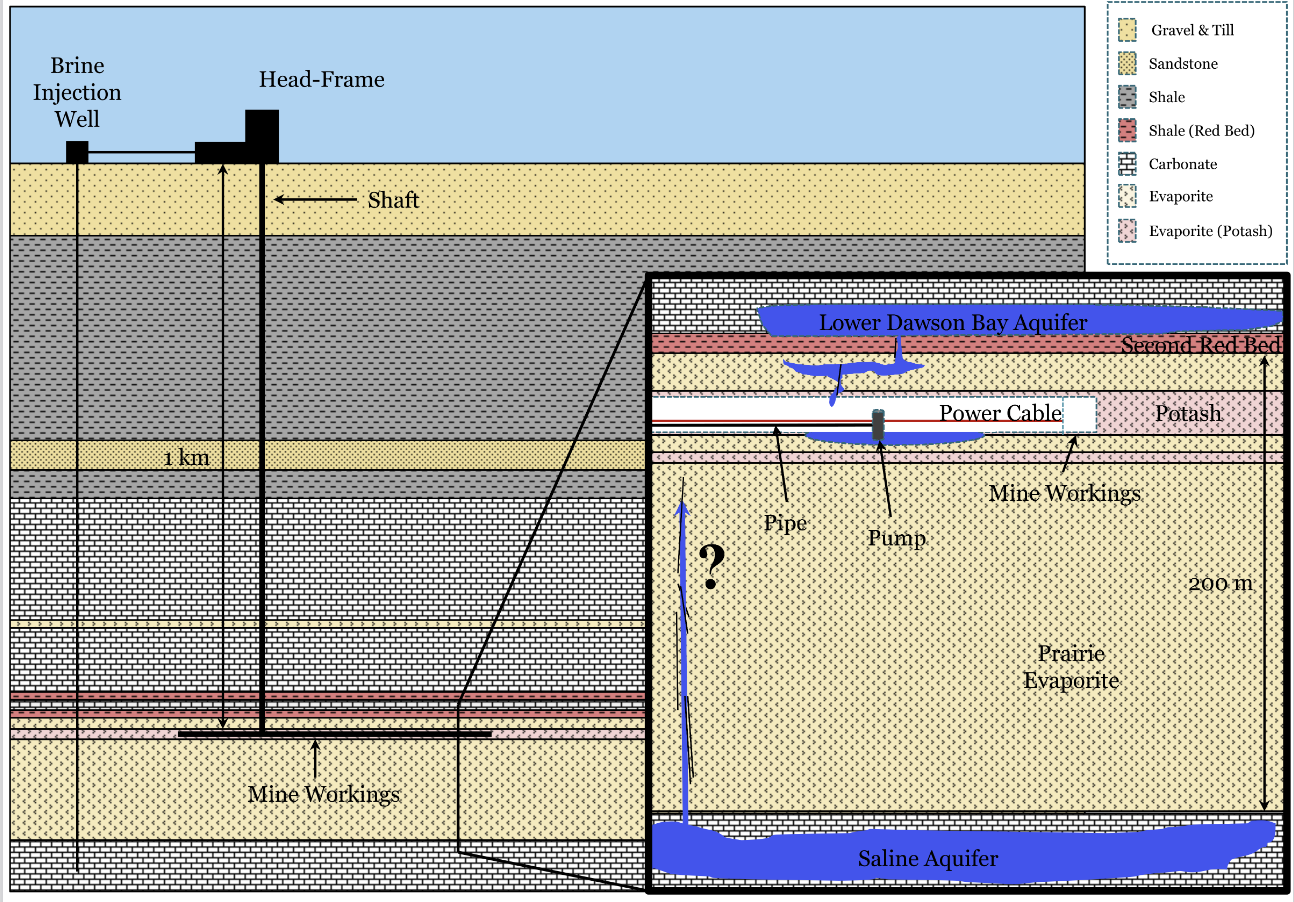 Brine
Injection
Well
Head-Frame
Shaft
1 km
Mine Workings
Gravel & Till
Sandstone
Shale
Shale (Red Bed)
Carbonate
Evaporite
Evaporite (Potash)
Lower Dawson Bay Aquifer
Second Red Bed
Power Cable
Potash
Mine Workings
Pipe
Pump
?
200 m
Prairie
Evaporite
Saline Aquifer